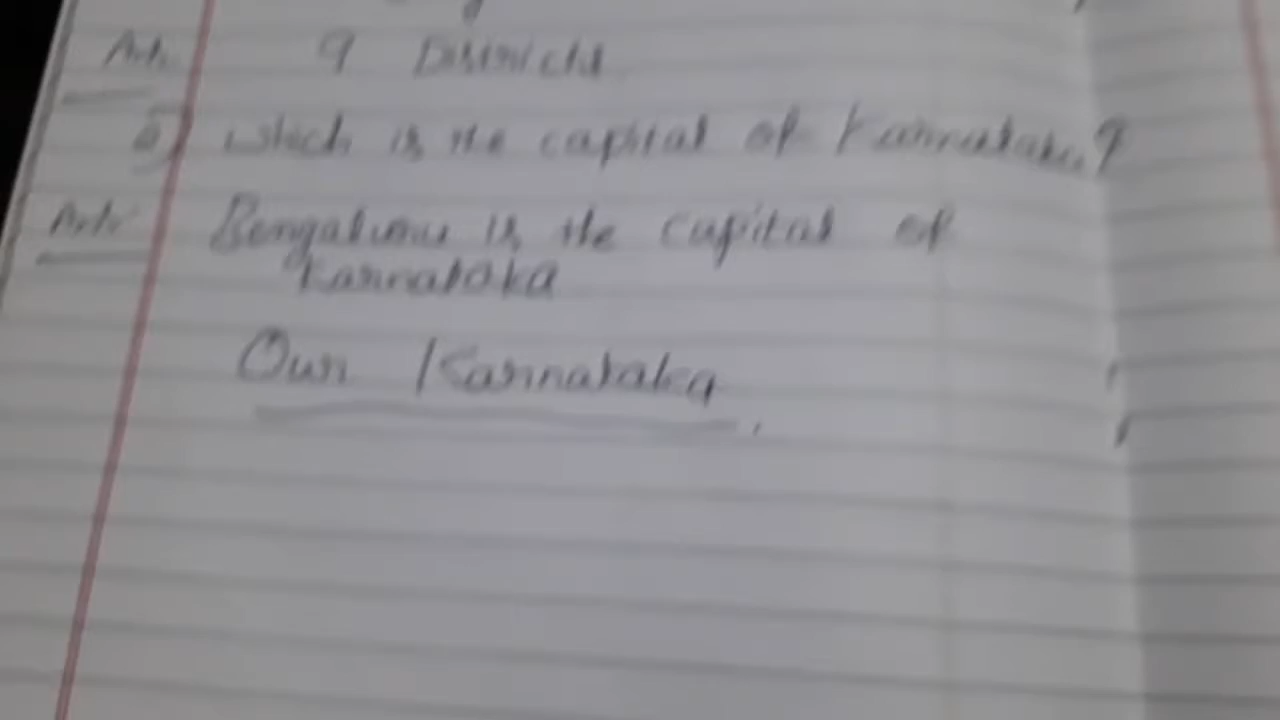 Ans 9 Districts
a) which is the capital of Karnataka?
Ans Bengaluru is the capital of
Karnataka
Our Karnataka